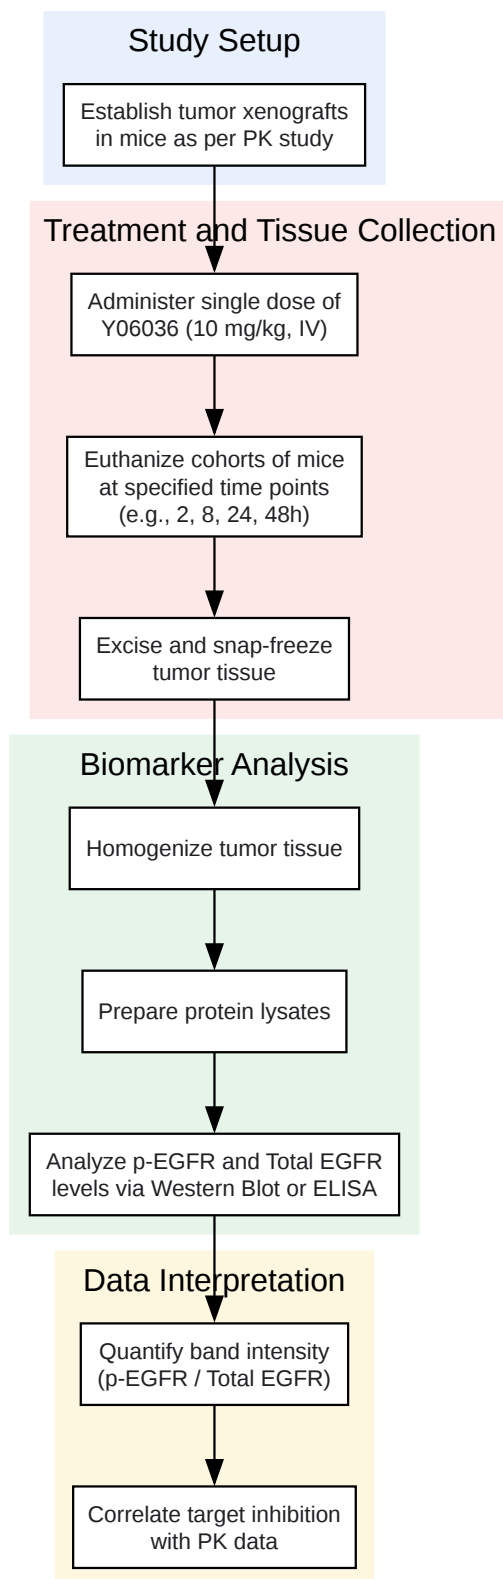 Study Setup
Establish tumor xenografts
in mice as per PK study
Treatment and Tissue Collection
Administer single dose of
Y06036 (10 mg/kg, IV)
Euthanize cohorts of mice
at specified time points
(e.g., 2, 8, 24, 48h)
Excise and snap-freeze
tumor tissue
Biomarker Analysis
Homogenize tumor tissue
Prepare protein lysates
Analyze p-EGFR and Total EGFR
levels via Western Blot or ELISA
Data Interpretation
Quantify band intensity
(p-EGFR / Total EGFR)
Correlate target inhibition
with PK data